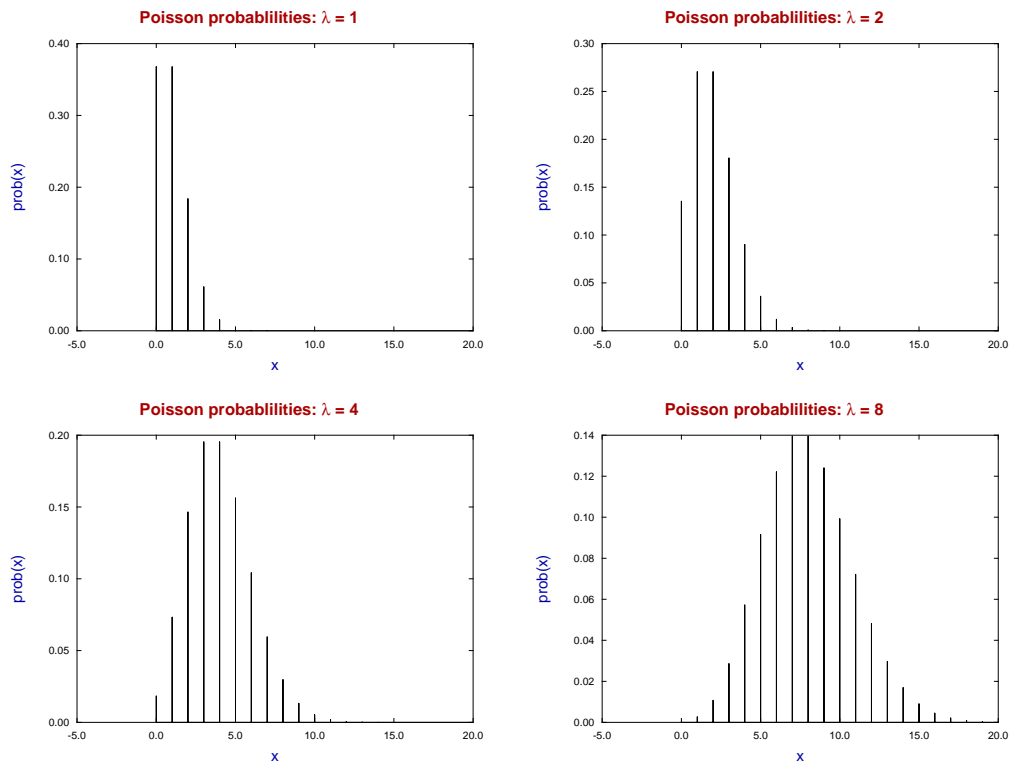 Poisson probablilities: λ = 1
0.40
0.30
0.20
0.10
0.00
prob(x)
-5.0 0.0 5.0 10.0 15.0 20.0
x
Poisson probablilities: λ = 2
0.30
0.25
0.20
0.15
0.10
0.05
0.00
prob(x)
-5.0 0.0 5.0 10.0 15.0 20.0
x
Poisson probablilities: λ = 4
0.20
0.15
0.10
0.05
0.00
prob(x)
-5.0 0.0 5.0 10.0 15.0 20.0
x
Poisson probablilities: λ = 8
0.14
0.12
0.10
0.08
0.06
0.04
0.02
0.00
prob(x)
-5.0 0.0 5.0 10.0 15.0 20.0
x